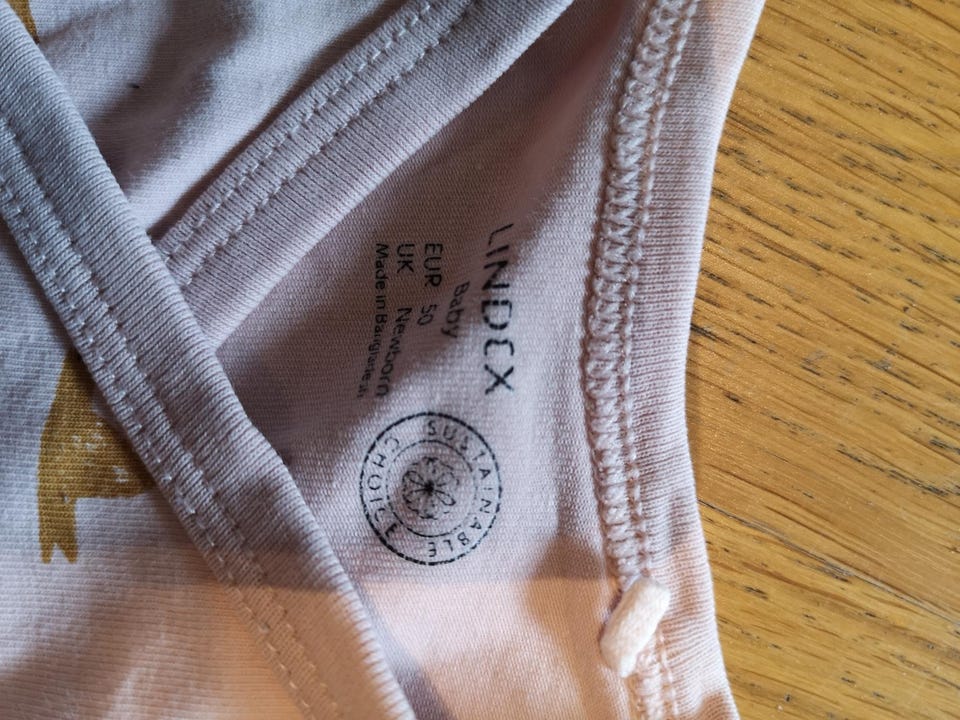 LINDEX
Baby
EUR 50
UK Newborn
Made in Bangladesh
SUSTAINABLE
CHOICE